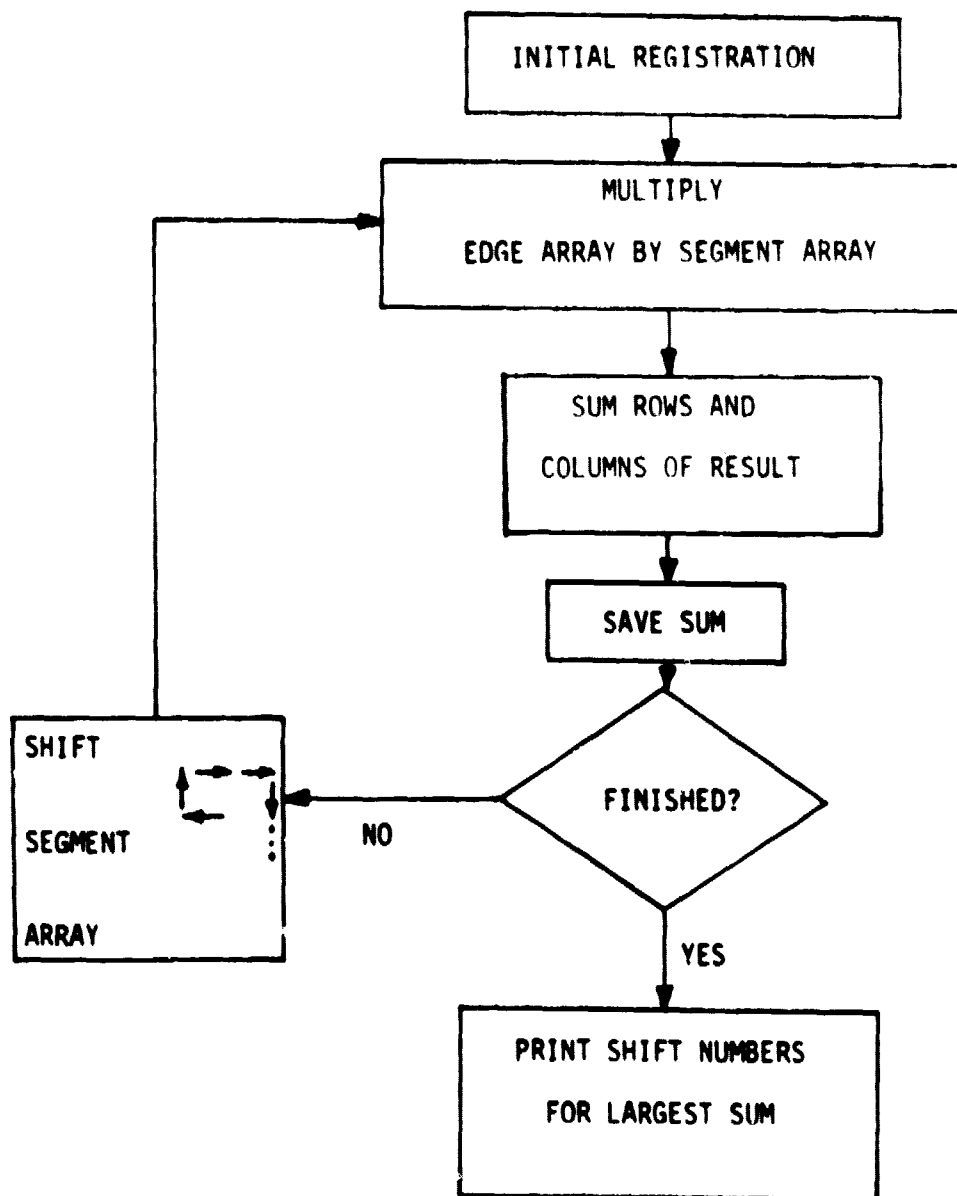 INITIAL REGISTRATION
MULTIPLY
EDGE ARRAY BY SEGMENT ARRAY
SUM ROWS AND
COLUMNS OF RESULT
SAVE SUM
FINISHED?
NO
SHIFT
SEGMENT
ARRAY
YES
PRINT SHIFT NUMBERS
FOR LARGEST SUM